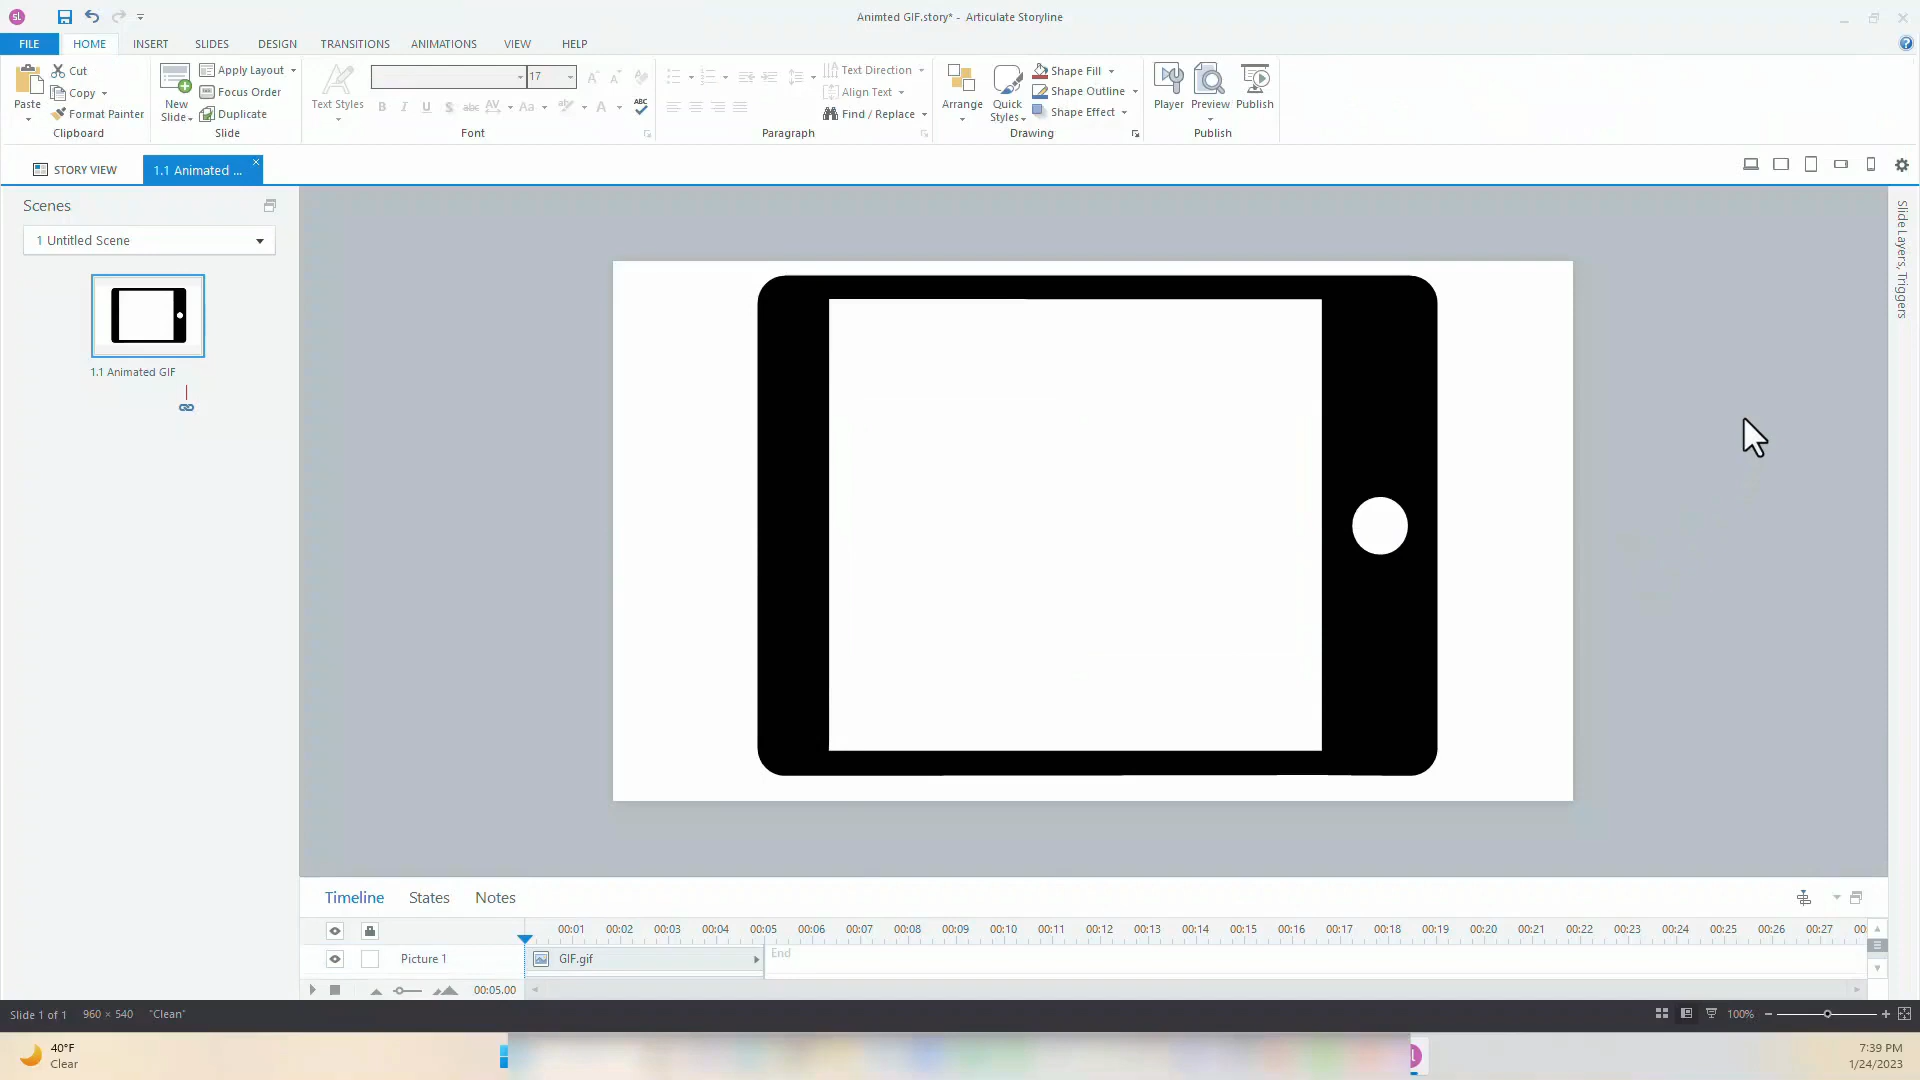 sl
Animted GIF.story* - Articulate Storyline
FILE HOME INSERT SLIDES DESIGN TRANSITIONS ANIMATIONS VIEW HELP
Paste
Cut
Copy
Format Painter
Clipboard
New Slide
Apply Layout
Focus Order
Duplicate
Slide
Text Styles
17
B I U S abc AV Aa A
ABC
Font
Text Direction
Align Text
Find / Replace
Paragraph
Arrange
Quick Styles
Shape Fill
Shape Outline
Shape Effect
Drawing
Player
Preview
Publish
Publish
STORY VIEW
1.1 Animated ...
Scenes
1 Untitled Scene
1.1 Animated GIF
Slide Layers, Triggers
Timeline States Notes
00:01 00:02 00:03 00:04 00:05 00:06 00:07 00:08 00:09 00:10 00:11 00:12 00:13 00:14 00:15 00:16 00:17 00:18 00:19 00:20 00:21 00:22 00:23 00:24 00:25 00:26 00:27
Picture 1
GIF.gif
End
00:05.00
Slide 1 of 1 960 × 540 "Clean"
100%
40°F
Clear
7:39 PM
1/24/2023